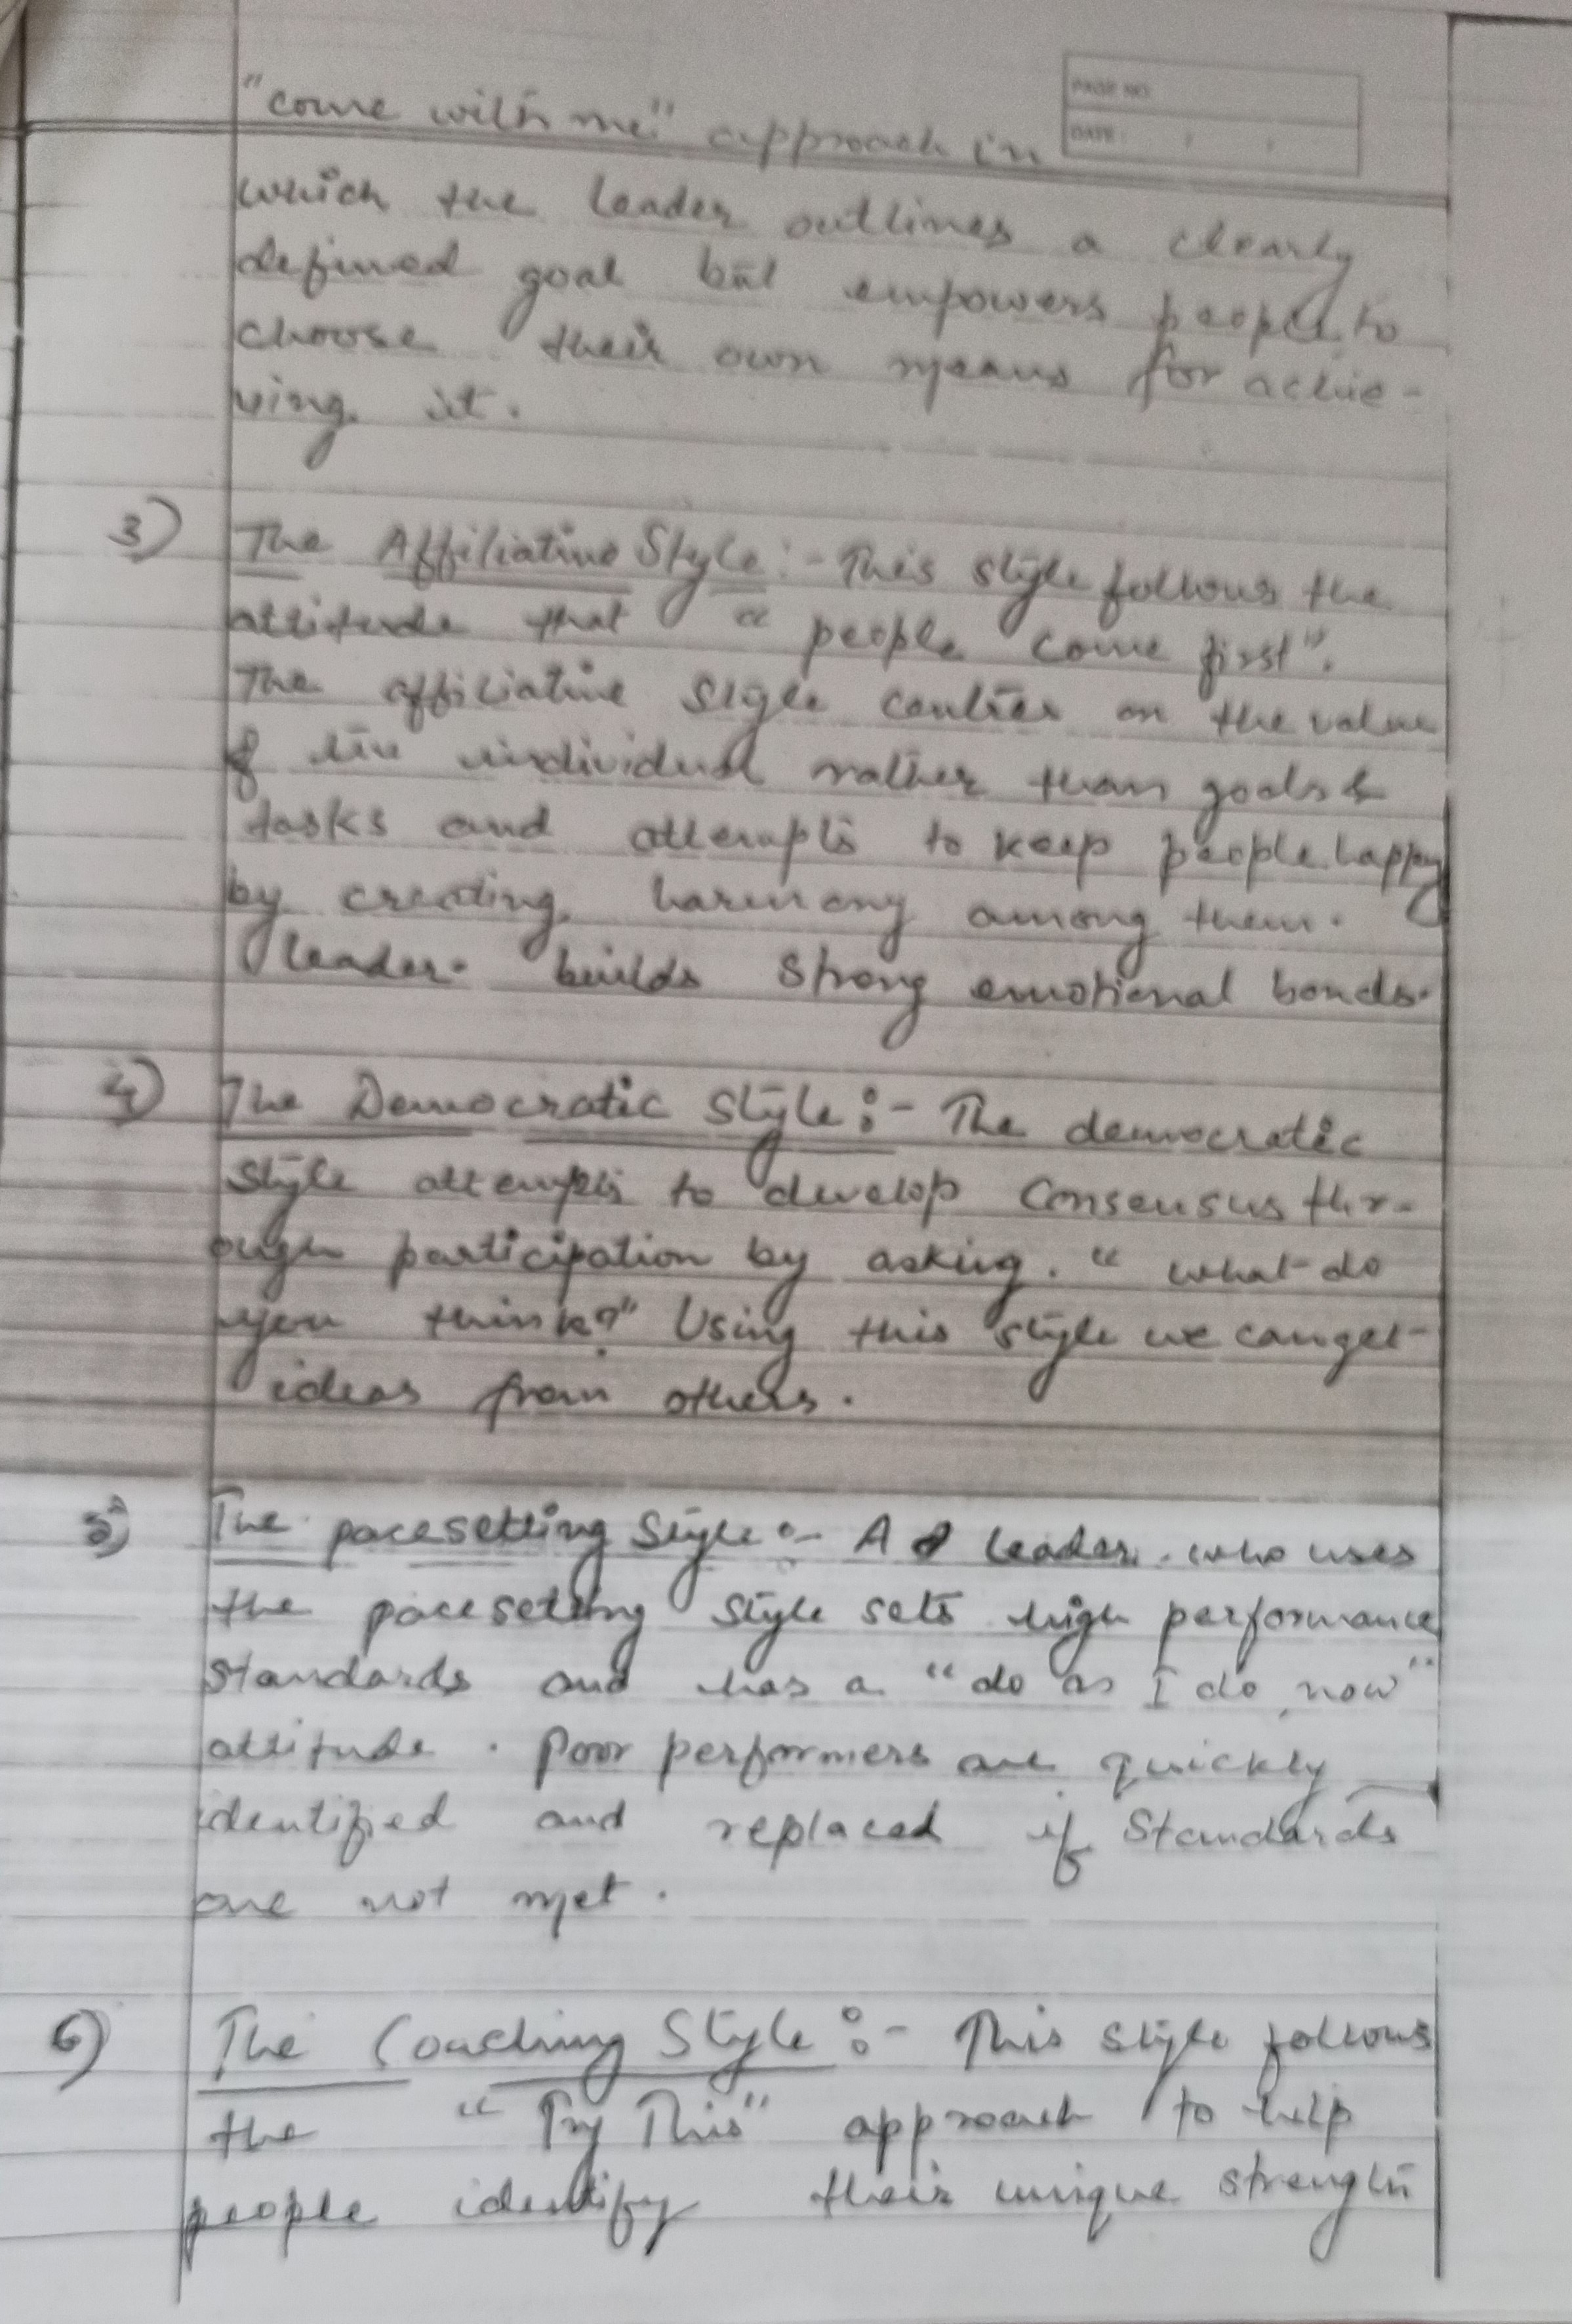 PAGE NO.
DATE : / /
"come with me" approach in
which the leader outlines a clearly
defined goal but empowers people to
choose their own means for achie-
ving it.
3) The Affiliative Style :- This style follows the
attitude that " people come first".
The affiliative style centres on the value
of the individual rather than goals &
tasks and attempts to keep people happy
by creating harmony among them.
leader builds strong emotional bonds.
4) The Democratic Style :- The democratic
style attempts to develop consensus thr-
ough participation by asking. " what do
you think?" Using this style we can get
ideas from others.
5) The pacesetting Style :- A leader who uses
the pacesetting style sets high performance
standards and has a "do as I do, now"
attitude. Poor performers are quickly
identified and replaced if standards
are not met.
6) The Coaching Style :- This style follows
the " Try This" approach to help
people identify their unique strength